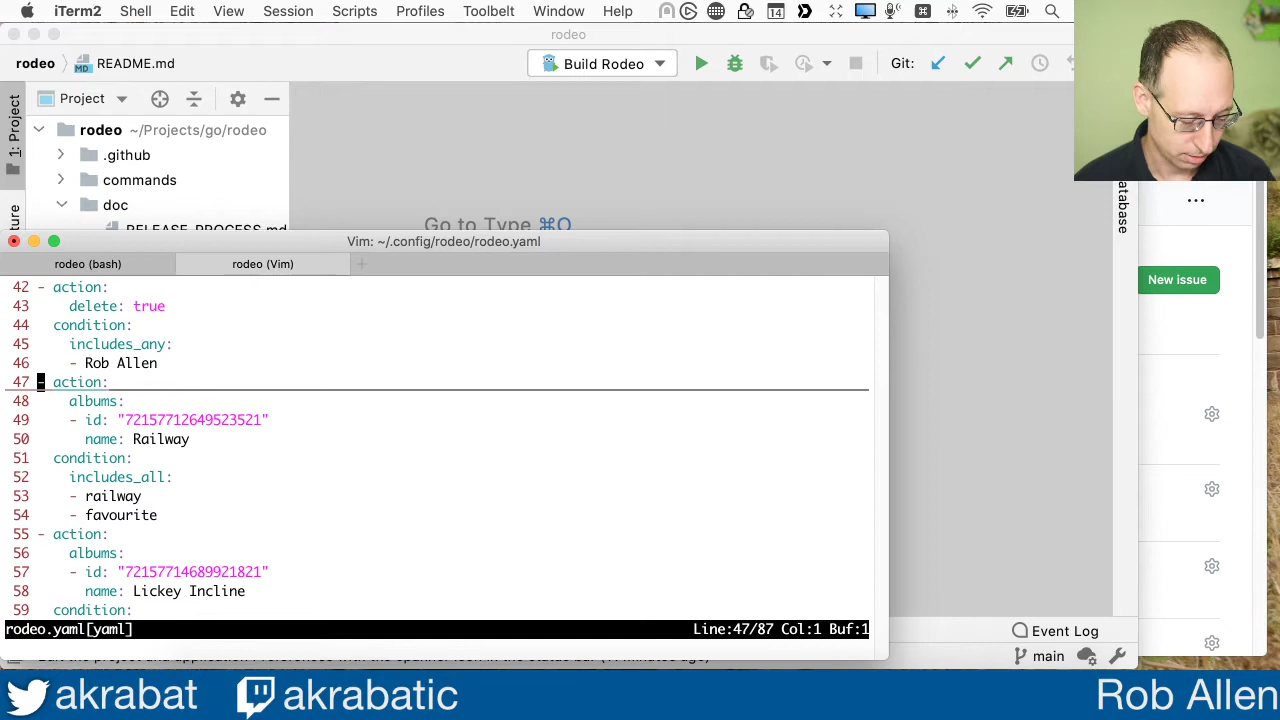 iTerm2 Shell Edit View Session Scripts Profiles Toolbelt Window Help 14
rodeo
rodeo README.md Build Rodeo Git:
Project
1: Project
rodeo ~/Projects/go/rodeo
.github
commands
doc
RELEASE_PROCESS.md
Go to Type ⌘O
Vim: ~/.config/rodeo/rodeo.yaml
rodeo (bash) rodeo (Vim)
42 - action:
43 delete: true
44 condition:
45 includes_any:
46 - Rob Allen
47 - action:
48 albums:
49 - id: "72157712649523521"
50 name: Railway
51 condition:
52 includes_all:
53 - railway
54 - favourite
55 - action:
56 albums:
57 - id: "72157714689921821"
58 name: Lickey Incline
59 condition:
rodeo.yaml[yaml] Line:47/87 Col:1 Buf:1
New issue
Event Log
main
akrabat akrabatic Rob Allen